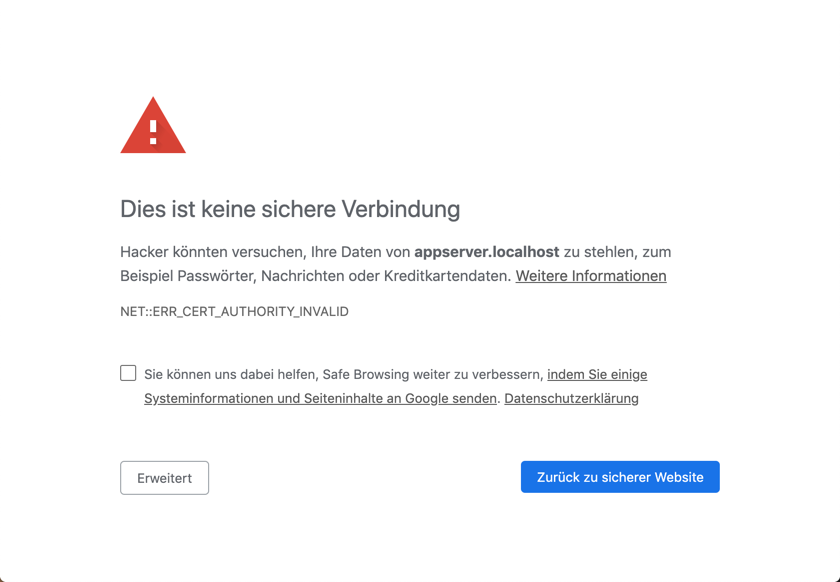 Dies ist keine sichere Verbindung
Hacker könnten versuchen, Ihre Daten von appserver.localhost zu stehlen, zum
Beispiel Passwörter, Nachrichten oder Kreditkartendaten. Weitere Informationen
NET::ERR_CERT_AUTHORITY_INVALID
Sie können uns dabei helfen, Safe Browsing weiter zu verbessern, indem Sie einige
Systeminformationen und Seiteninhalte an Google senden. Datenschutzerklärung
Erweitert
Zurück zu sicherer Website